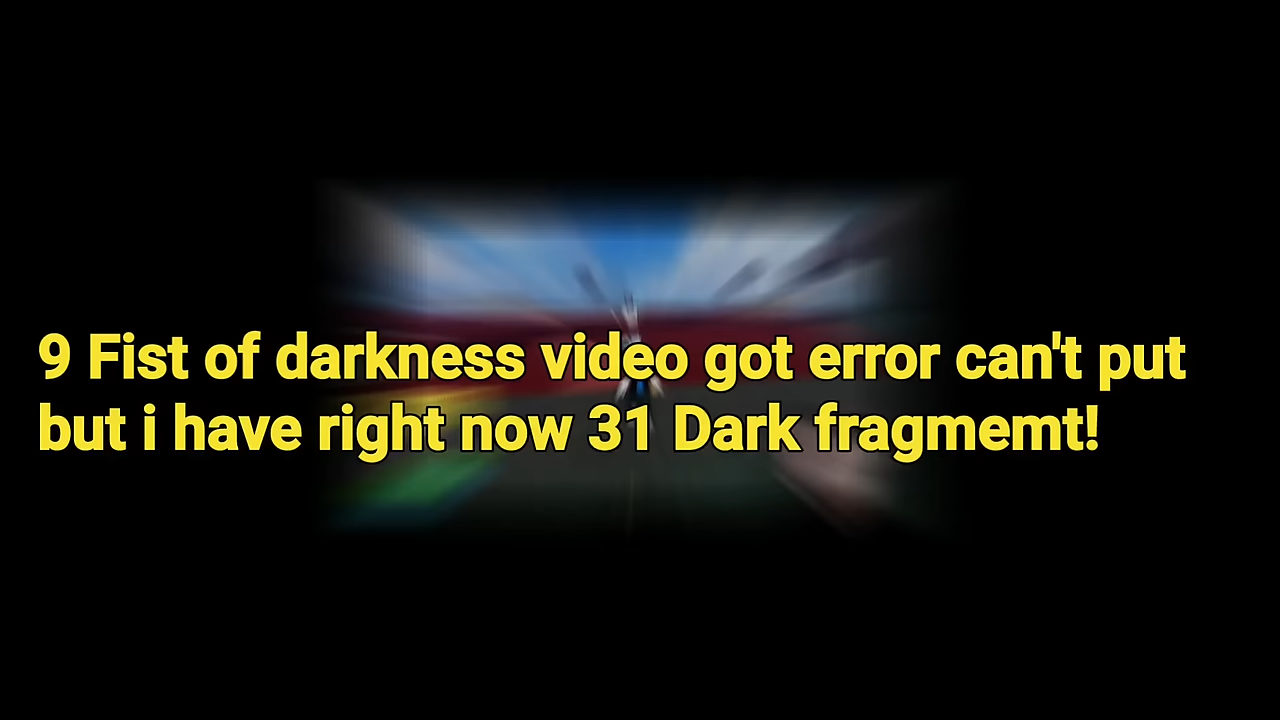 9 Fist of darkness video got error can't put
but i have right now 31 Dark fragmemt!